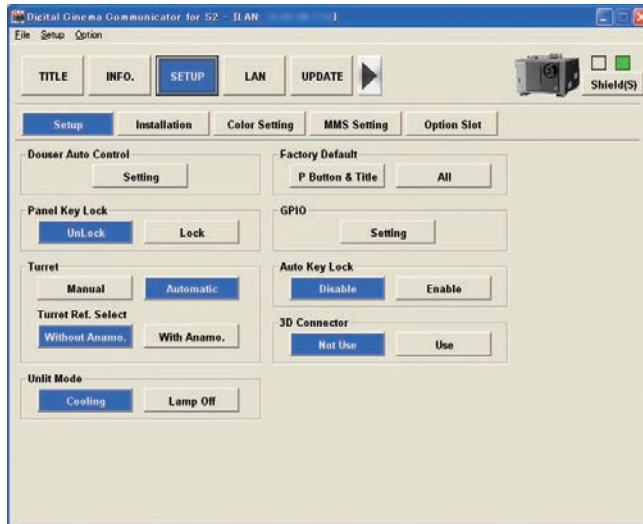 Digital Cinema Communicator for S2 - [LAN: ]
File Setup Option
TITLE INFO. SETUP LAN UPDATE
Shield(S)
Setup Installation Color Setting MMS Setting Option Slot
Douser Auto Control Factory Default
Setting P Button & Title All
Panel Key Lock GPIO
UnLock Lock Setting
Turret Auto Key Lock
Manual Automatic Disable Enable
Turret Ref. Select 3D Connector
Without Anamo. With Anamo. Not Use Use
Unlit Mode
Cooling Lamp Off